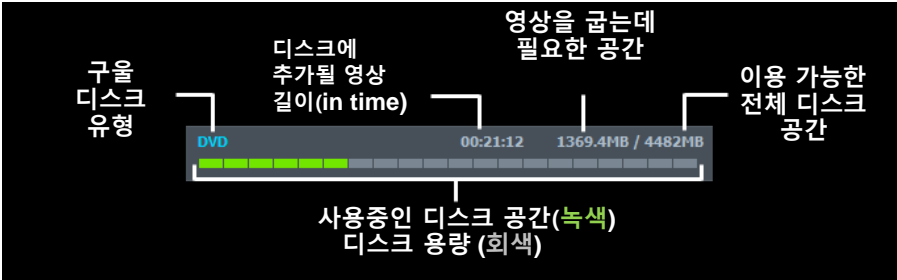 구울
디스크
유형
디스크에
추가될 영상
길이(in time)
영상을 굽는데
필요한 공간
이용 가능한
전체 디스크
공간
DVD 00:21:12 1369.4MB / 4482MB
사용중인 디스크 공간(녹색)
디스크 용량 (회색)